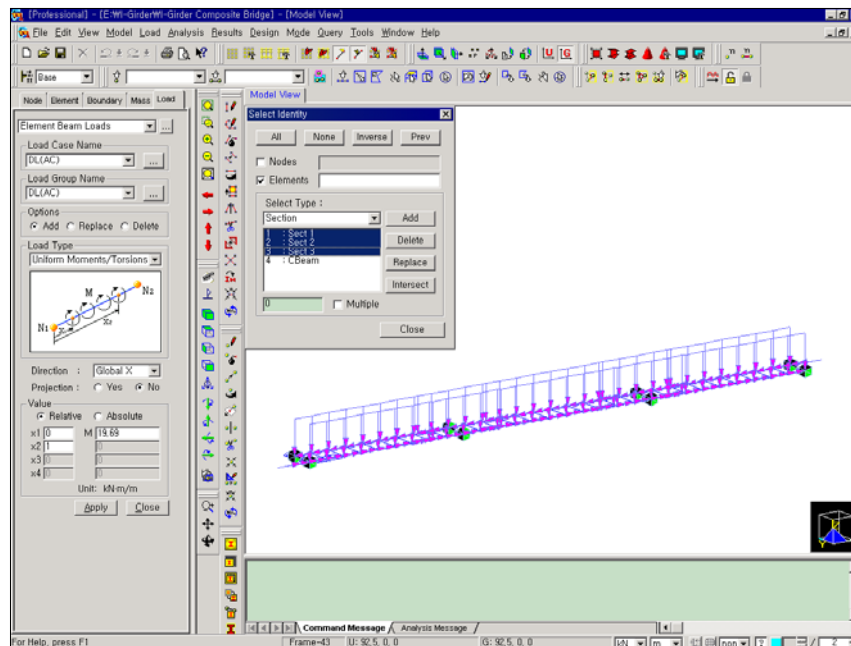 [Professional] - [E:\I-Girder\I-Girder Composite Bridge] - [Model View]
File Edit View Model Load Analysis Results Design Mode Query Tools Window Help
Base
Node Element Boundary Mass Load
Element Beam Loads
Load Case Name
DL(AC)
Load Group Name
DL(AC)
Options
Add Replace Delete
Load Type
Uniform Moments/Torsions
M N2
N1 x1 x2
Direction : Global X
Projection : Yes No
Value
Relative Absolute
x1 0 M 19.69
x2 1 0
x3 0 0
x4 0 0
Unit: kN·m/m
Apply Close
Model View
Select Identity
All None Inverse Prev
Nodes
Elements
Select Type :
Section Add
1 : Sect 1
2 : Sect 2
3 : Sect 3
4 : CBeam
Delete
Replace
Intersect
0 Multiple
Close
Command Message Analysis Message
For Help, press F1 Frame-43 U: 92.5, 0, 0 G: 92.5, 0, 0 kN m non ? / 2